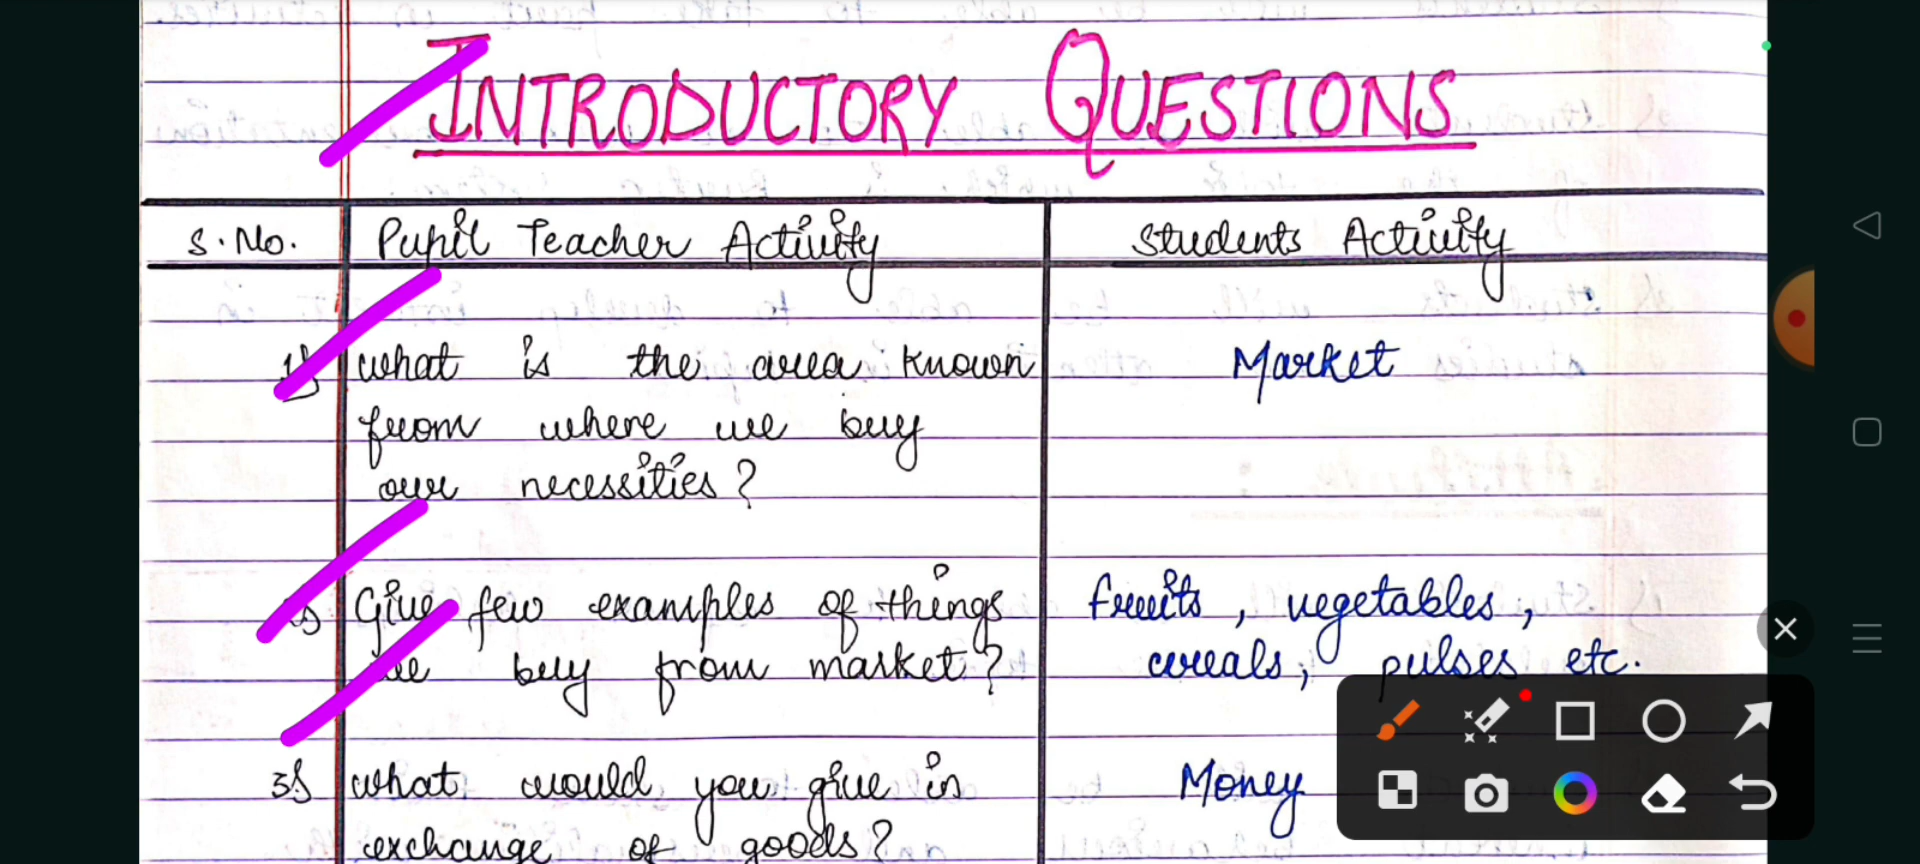 INTRODUCTORY QUESTIONS
S.No. Pupil Teacher Activity Students Activity
1) what is the area known Market
from where we buy
our necessities?
Give few examples of things fruits, vegetables,
we buy from market? cereals, pulses etc.
3) what would you give in Money
exchange of goods?